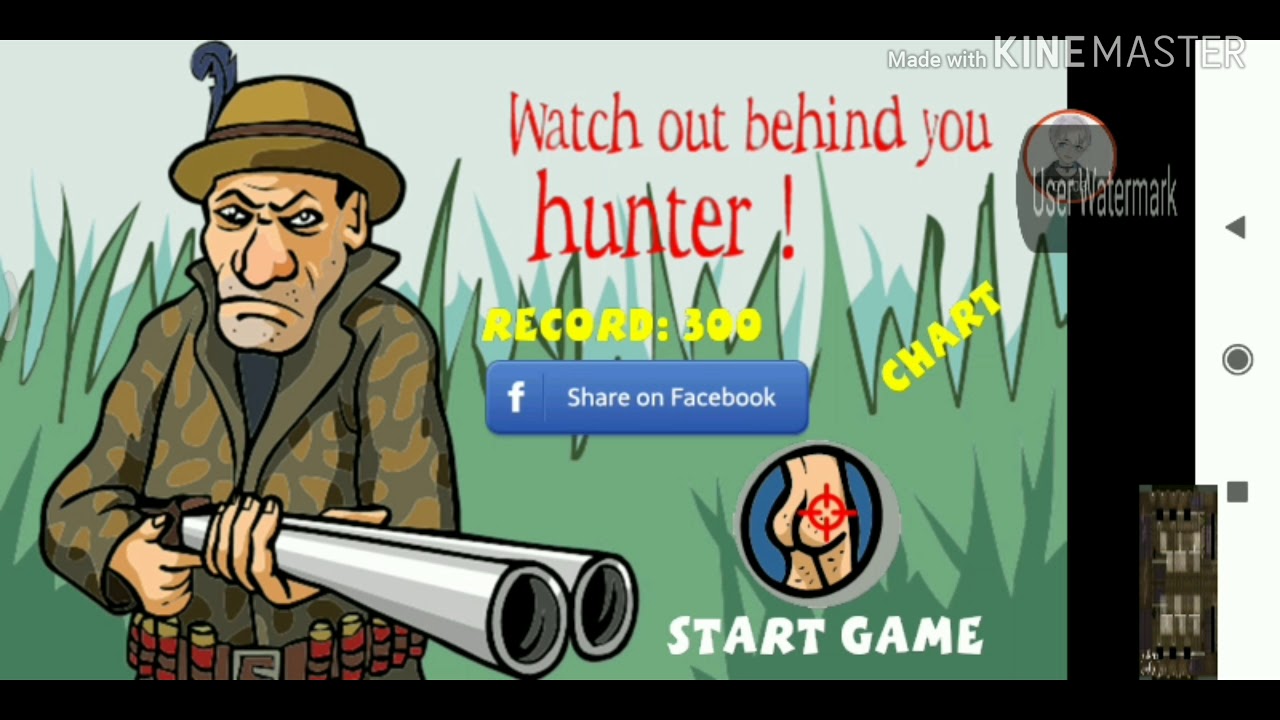 Made with KINEMASTER
Watch out behind you
hunter !
User Watermark
RECORD: 300
CHART
f Share on Facebook
START GAME